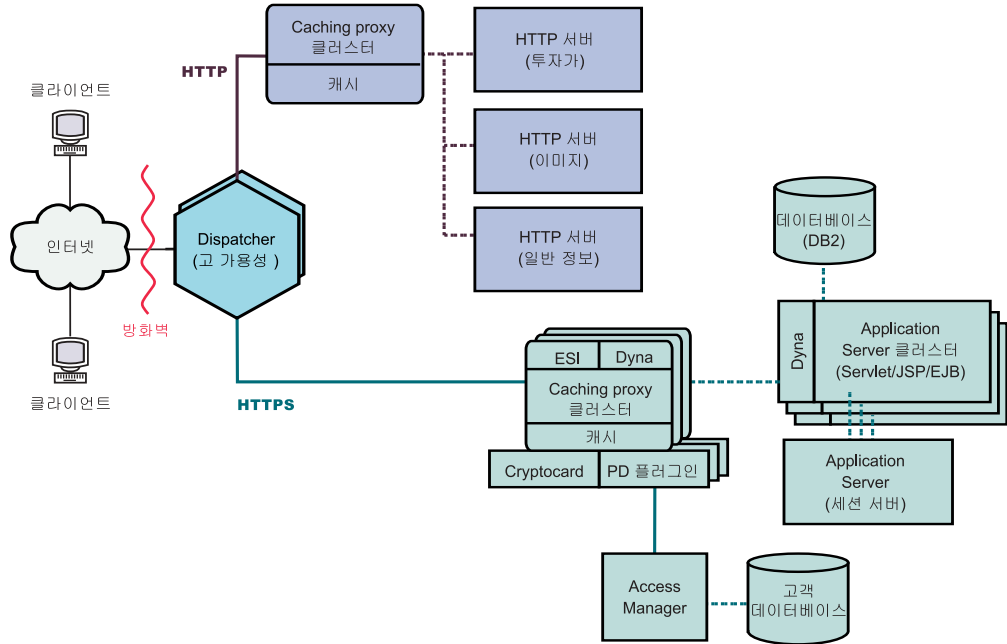 Caching proxy
클러스터
캐시
HTTP
HTTP 서버
(투자가)
HTTP 서버
(이미지)
HTTP 서버
(일반 정보)
클라이언트
인터넷
방화벽
클라이언트
Dispatcher
(고 가용성 )
HTTPS
ESI
Dyna
Caching proxy
클러스터
캐시
Cryptocard
PD 플러그인
데이터베이스
(DB2)
Dyna
Application
Server 클러스터
(Servlet/JSP/EJB)
Application
Server
(세션 서버)
Access
Manager
고객
데이터베이스